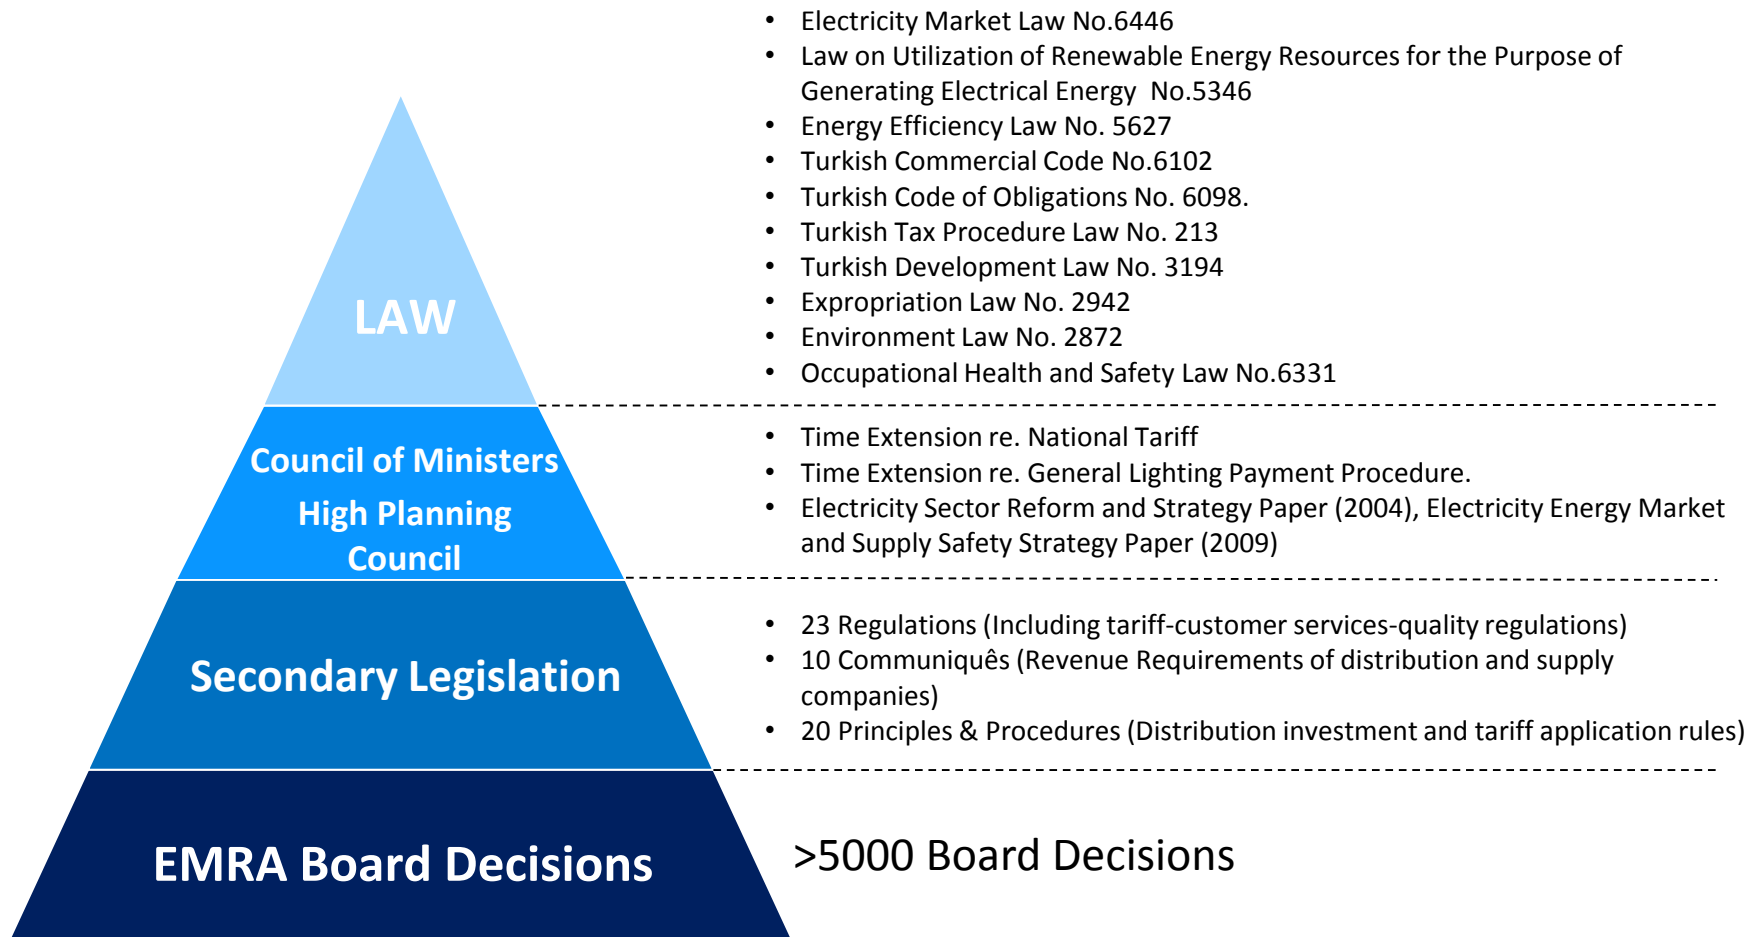 • Electricity Market Law No.6446
• Law on Utilization of Renewable Energy Resources for the Purpose of
Generating Electrical Energy  No.5346
• Energy Efficiency Law No. 5627
• Turkish Commercial Code No.6102
• Turkish Code of Obligations No. 6098.
• Turkish Tax Procedure Law No. 213
• Turkish Development Law No. 3194
• Expropriation Law No. 2942
• Environment Law No. 2872
• Occupational Health and Safety Law No.6331
LAW
Council of Ministers
High Planning
Council
• Time Extension re. National Tariff
• Time Extension re. General Lighting Payment Procedure.
• Electricity Sector Reform and Strategy Paper (2004), Electricity Energy Market
and Supply Safety Strategy Paper (2009)
Secondary Legislation
• 23 Regulations (Including tariff-customer services-quality regulations)
• 10 Communiquês (Revenue Requirements of distribution and supply
companies)
• 20 Principles & Procedures (Distribution investment and tariff application rules)
EMRA Board Decisions
>5000 Board Decisions